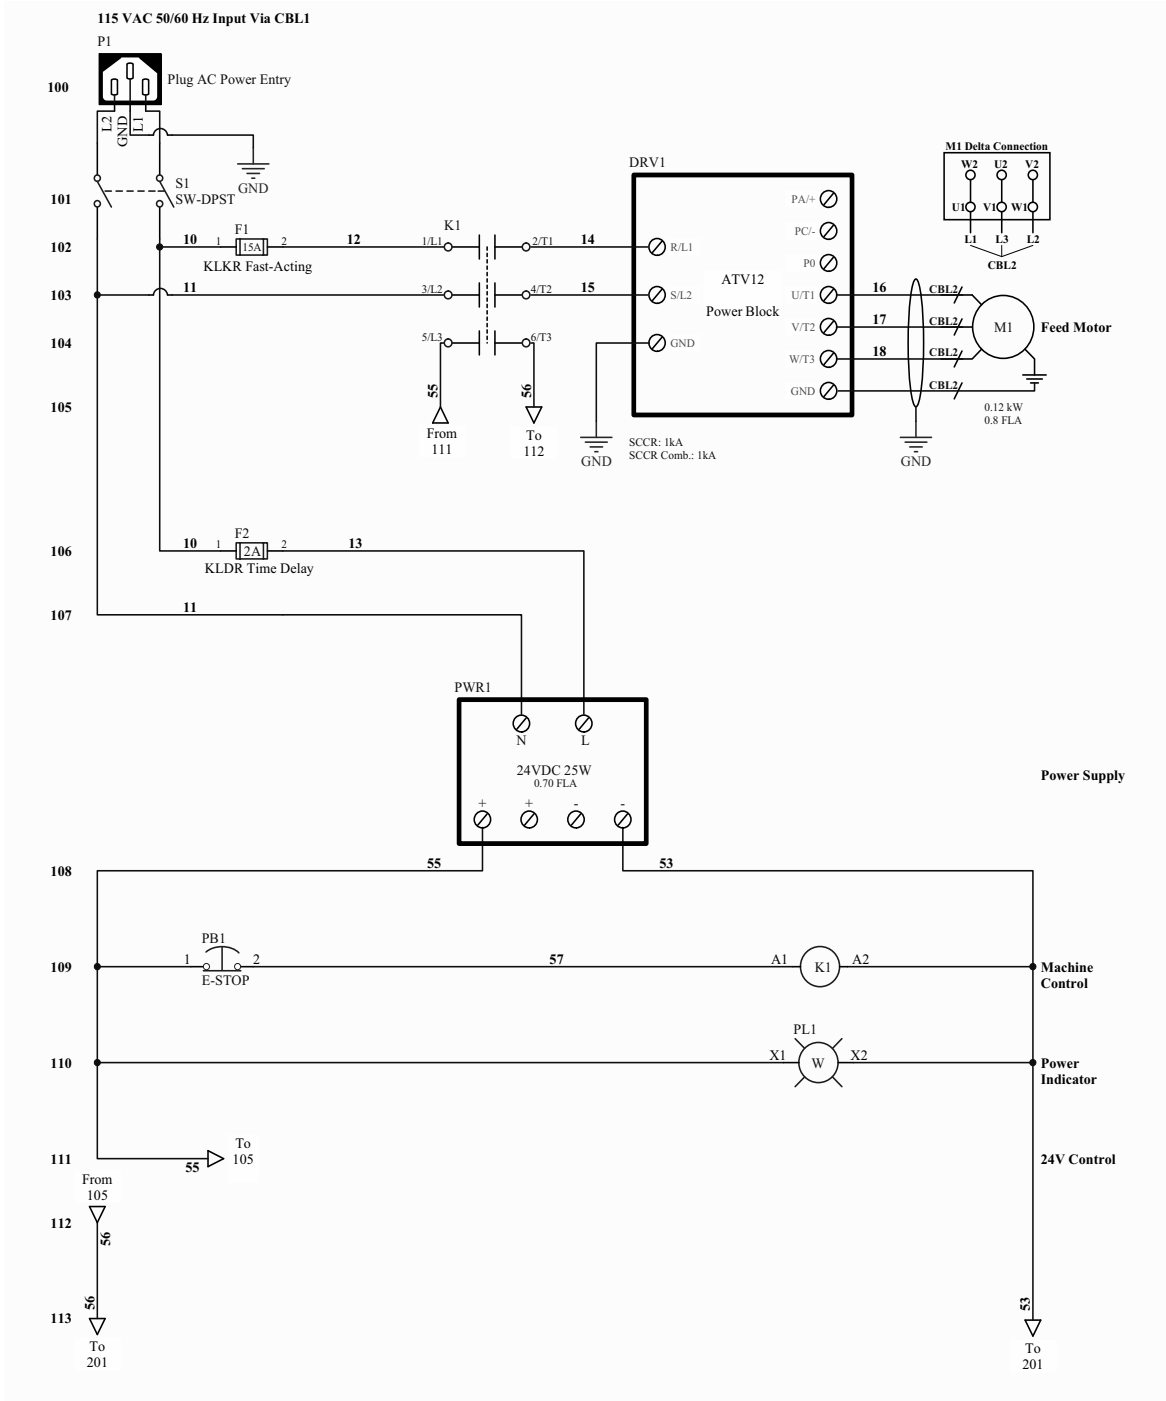 115 VAC 50/60 Hz Input Via CBL1
P1
100
Plug AC Power Entry
L2
GND
L1
GND
S1
SW-DPST
101
M1 Delta Connection
W2 U2 V2
U1 V1 W1
L1 L3 L2
CBL2
DRV1
PA/+
PC/-
P0
R/L1
S/L2
GND
ATV12
Power Block
U/T1
V/T2
W/T3
GND
102
10
1
F1
15A
2
KLKR Fast-Acting
12
K1
1/L1
2/T1
14
103
11
3/L2
4/T2
15
104
5/L3
6/T3
55
56
105
From
111
To
112
GND
SCCR: 1kA
SCCR Comb.: 1kA
16
CBL2
17
CBL2
18
CBL2
CBL2
GND
M1
Feed Motor
0.12 kW
0.8 FLA
106
10
1
F2
2A
2
KLDR Time Delay
13
107
11
PWR1
N L
24VDC 25W
0.70 FLA
+ + - -
Power Supply
108
55
53
109
PB1
1
2
E-STOP
57
A1
K1
A2
Machine
Control
110
PL1
X1
W
X2
Power
Indicator
111
55
To
105
24V Control
From
105
112
56
113
56
To
201
53
To
201